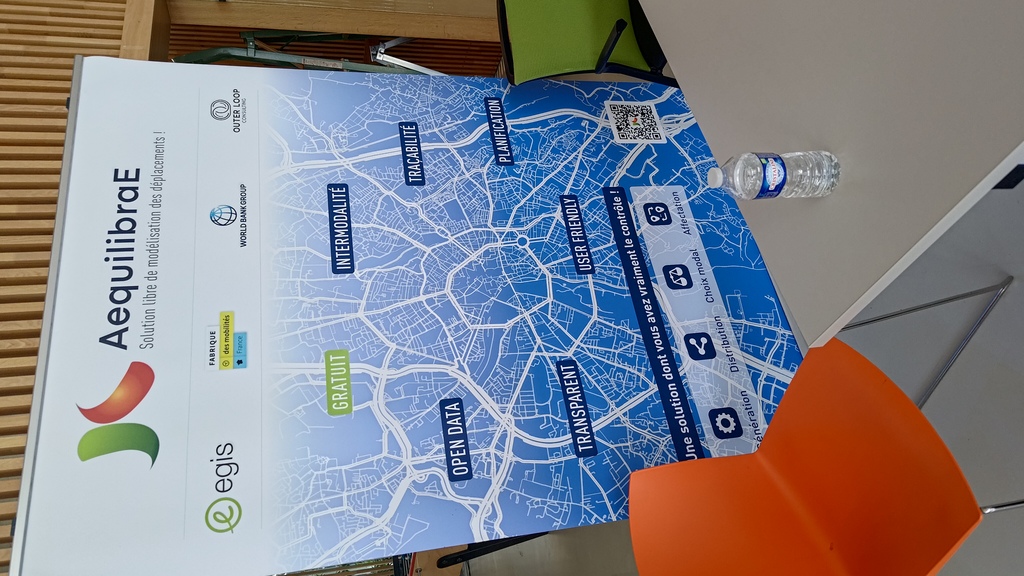 AequilibraE
Solution libre de modélisation des déplacements !
egis
FABRIQUE
des mobilités
France
WORLD BANK GROUP
OUTER LOOP
CONSULTING
GRATUIT
INTERMODALITÉ
TRAÇABILITÉ
OPEN DATA
PLANIFICATION
TRANSPARENT
USER FRIENDLY
Une solution dont vous avez vraiment le contrôle !
Génération
Distribution
Choix modal
Affectation